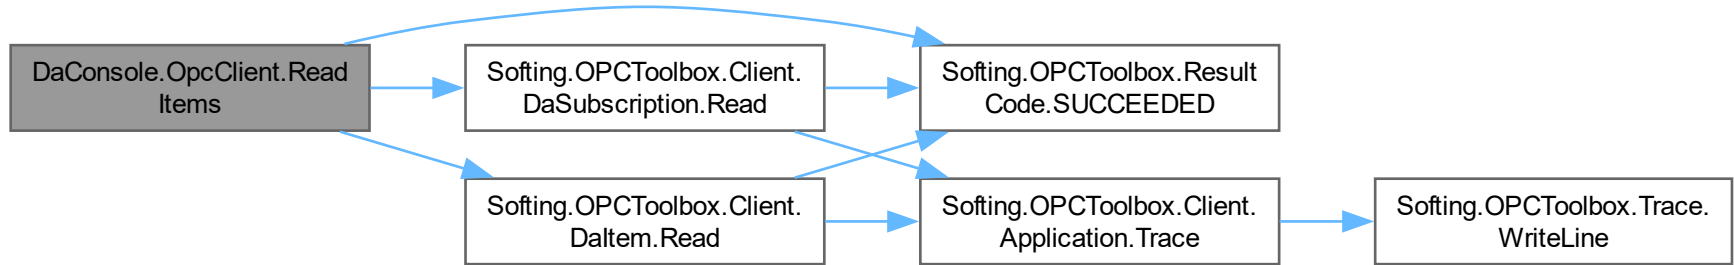 DaConsole.OpcClient.Read
Items
Softing.OPCToolbox.Client.
DaSubscription.Read
Softing.OPCToolbox.Result
Code.SUCCEEDED
Softing.OPCToolbox.Client.
DaItem.Read
Softing.OPCToolbox.Client.
Application.Trace
Softing.OPCToolbox.Trace.
WriteLine